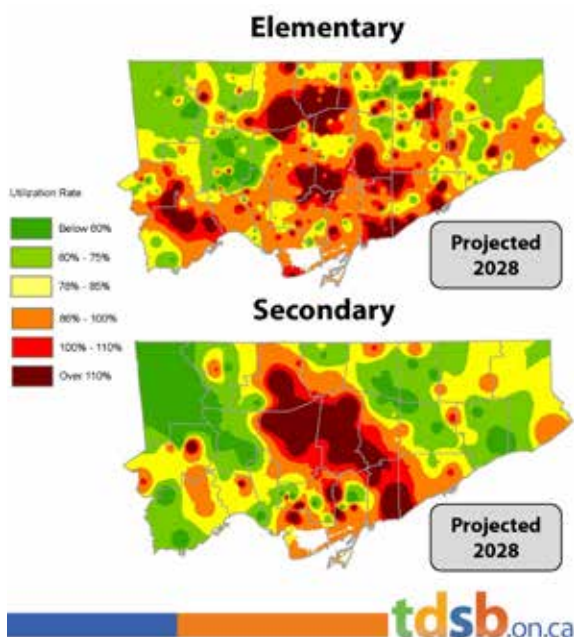 Elementary
Utilization Rate
Below 60%
60% - 75%
76% - 85%
86% - 100%
100% - 110%
Over 110%
Projected
2028
Secondary
Projected
2028
tdsb.on.ca